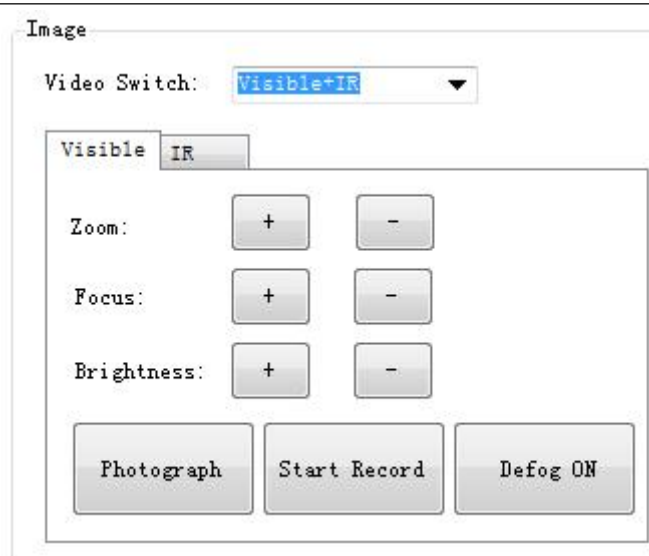 Image
Video Switch: Visible+IR
Visible IR
Zoom: + -
Focus: + -
Brightness: + -
Photograph Start Record Defog ON